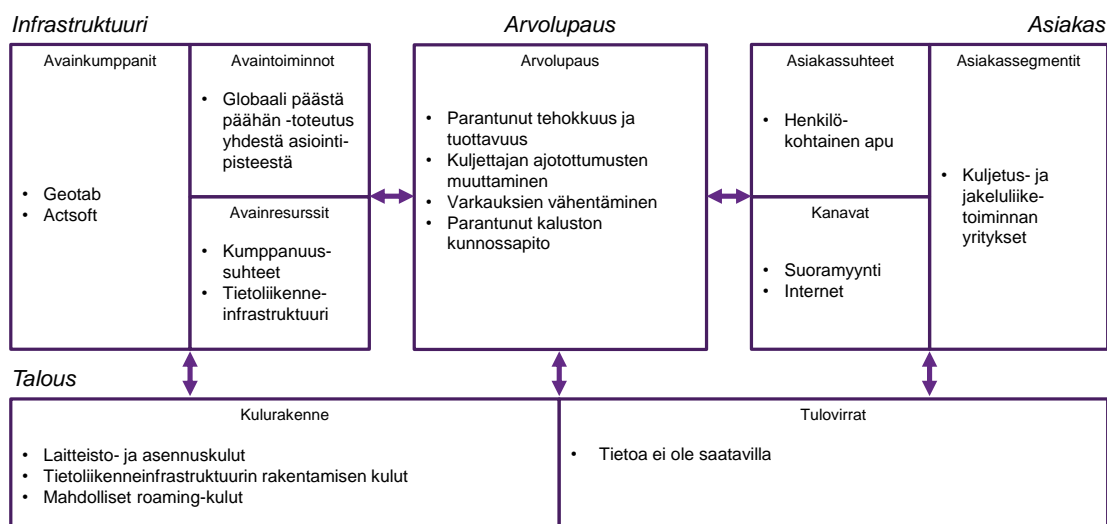 Infrastruktuuri
Arvolupaus
Asiakas
Avainkumppanit
• Geotab
• Actsoft
Avaintoiminnot
• Globaali päästä
päähän -toteutus
yhdestä asiointi-
pisteestä
Avainresurssit
• Kumppanuus-
suhteet
• Tietoliikenne-
infrastruktuuri
Arvolupaus
• Parantunut tehokkuus ja
tuottavuus
• Kuljettajan ajotottumusten
muuttaminen
• Varkauksien vähentäminen
• Parantunut kaluston
kunnossapito
Asiakassuhteet
• Henkilö-
kohtainen apu
Kanavat
• Suoramyynti
• Internet
Asiakassegmentit
• Kuljetus- ja
jakeluliike-
toiminnan
yritykset
Talous
Kulurakenne
• Laitteisto- ja asennuskulut
• Tietoliikenneinfrastruktuurin rakentamisen kulut
• Mahdolliset roaming-kulut
Tulovirrat
• Tietoa ei ole saatavilla